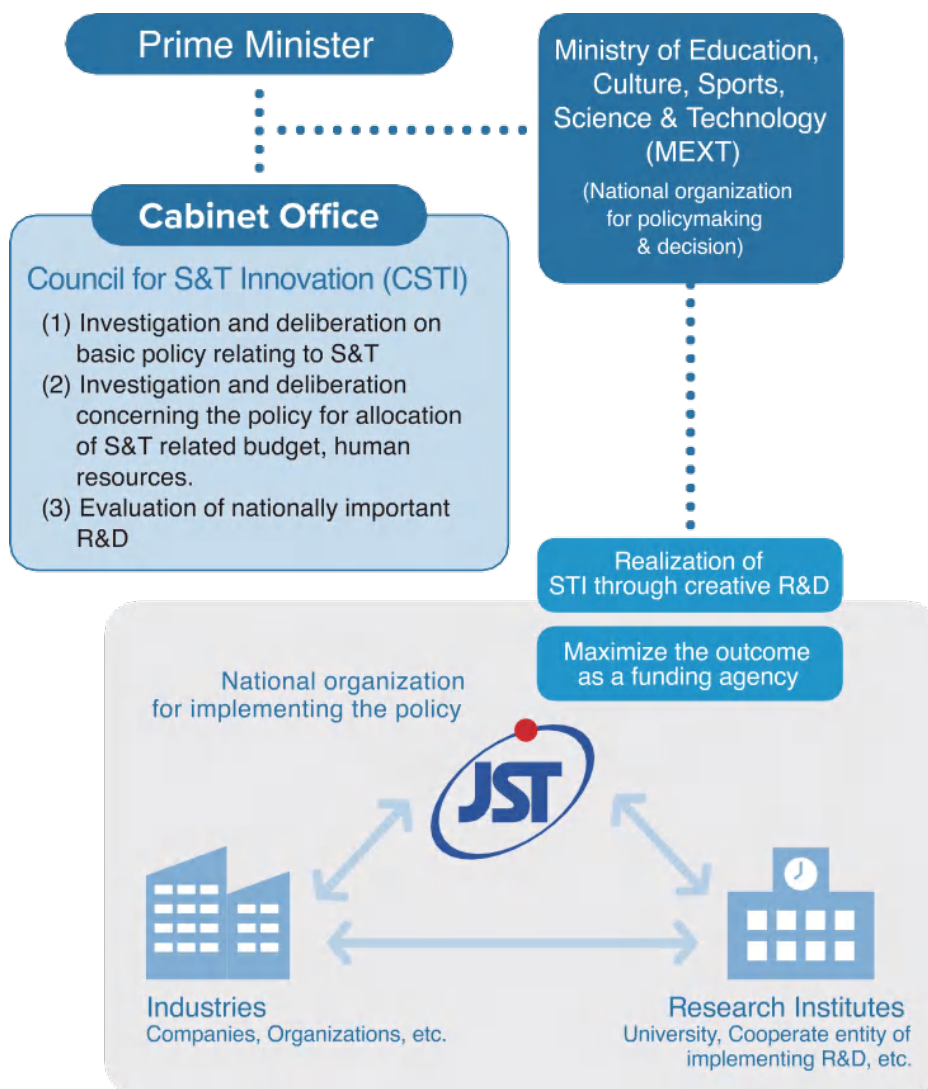 Prime Minister
Ministry of Education,
Culture, Sports,
Science & Technology
(MEXT)
(National organization
for policymaking
& decision)
Cabinet Office
Council for S&T Innovation (CSTI)
(1) Investigation and deliberation on
basic policy relating to S&T
(2) Investigation and deliberation
concerning the policy for allocation
of S&T related budget, human
resources.
(3) Evaluation of nationally important
R&D
Realization of
STI through creative R&D
Maximize the outcome
as a funding agency
National organization
for implementing the policy
JST
Industries
Companies, Organizations, etc.
Research Institutes
University, Cooperate entity of
implementing R&D, etc.